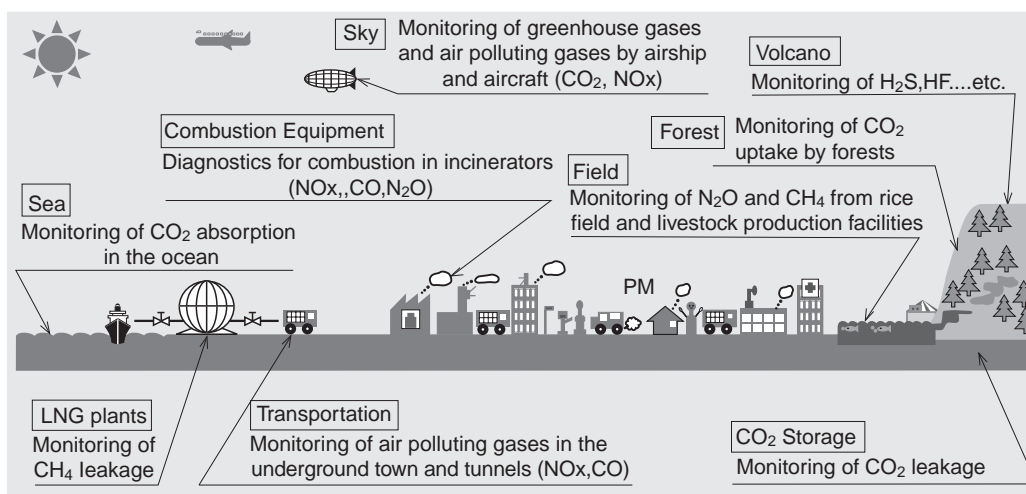 Sky
Monitoring of greenhouse gases
and air polluting gases by airship
and aircraft (CO₂, NOx)
Volcano
Monitoring of H₂S,HF....etc.
Combustion Equipment
Diagnostics for combustion in incinerators
(NOx,,CO,N₂O)
Forest
Monitoring of CO₂
uptake by forests
Field
Monitoring of N₂O and CH₄ from rice
field and livestock production facilities
Sea
Monitoring of CO₂ absorption
in the ocean
PM
LNG plants
Monitoring of
CH₄ leakage
Transportation
Monitoring of air polluting gases in the
underground town and tunnels (NOx,CO)
CO₂ Storage
Monitoring of CO₂ leakage